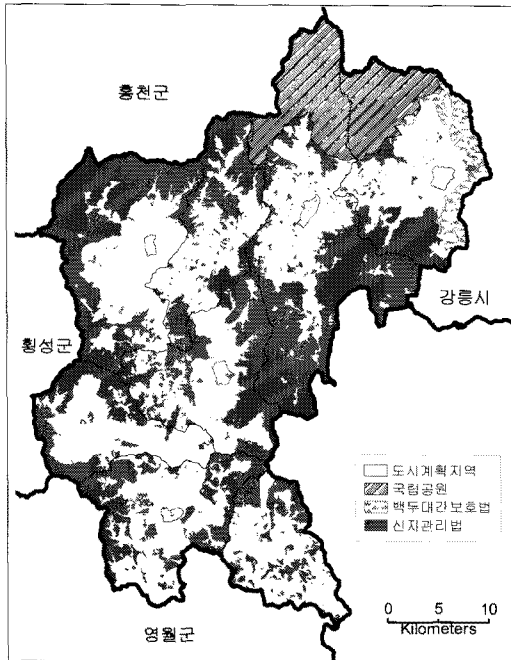 홍천군
강릉시
횡성군
도시계획지역
국립공원
백두대간보호법
산지관리법
0 5 10
Kilometers
영월군